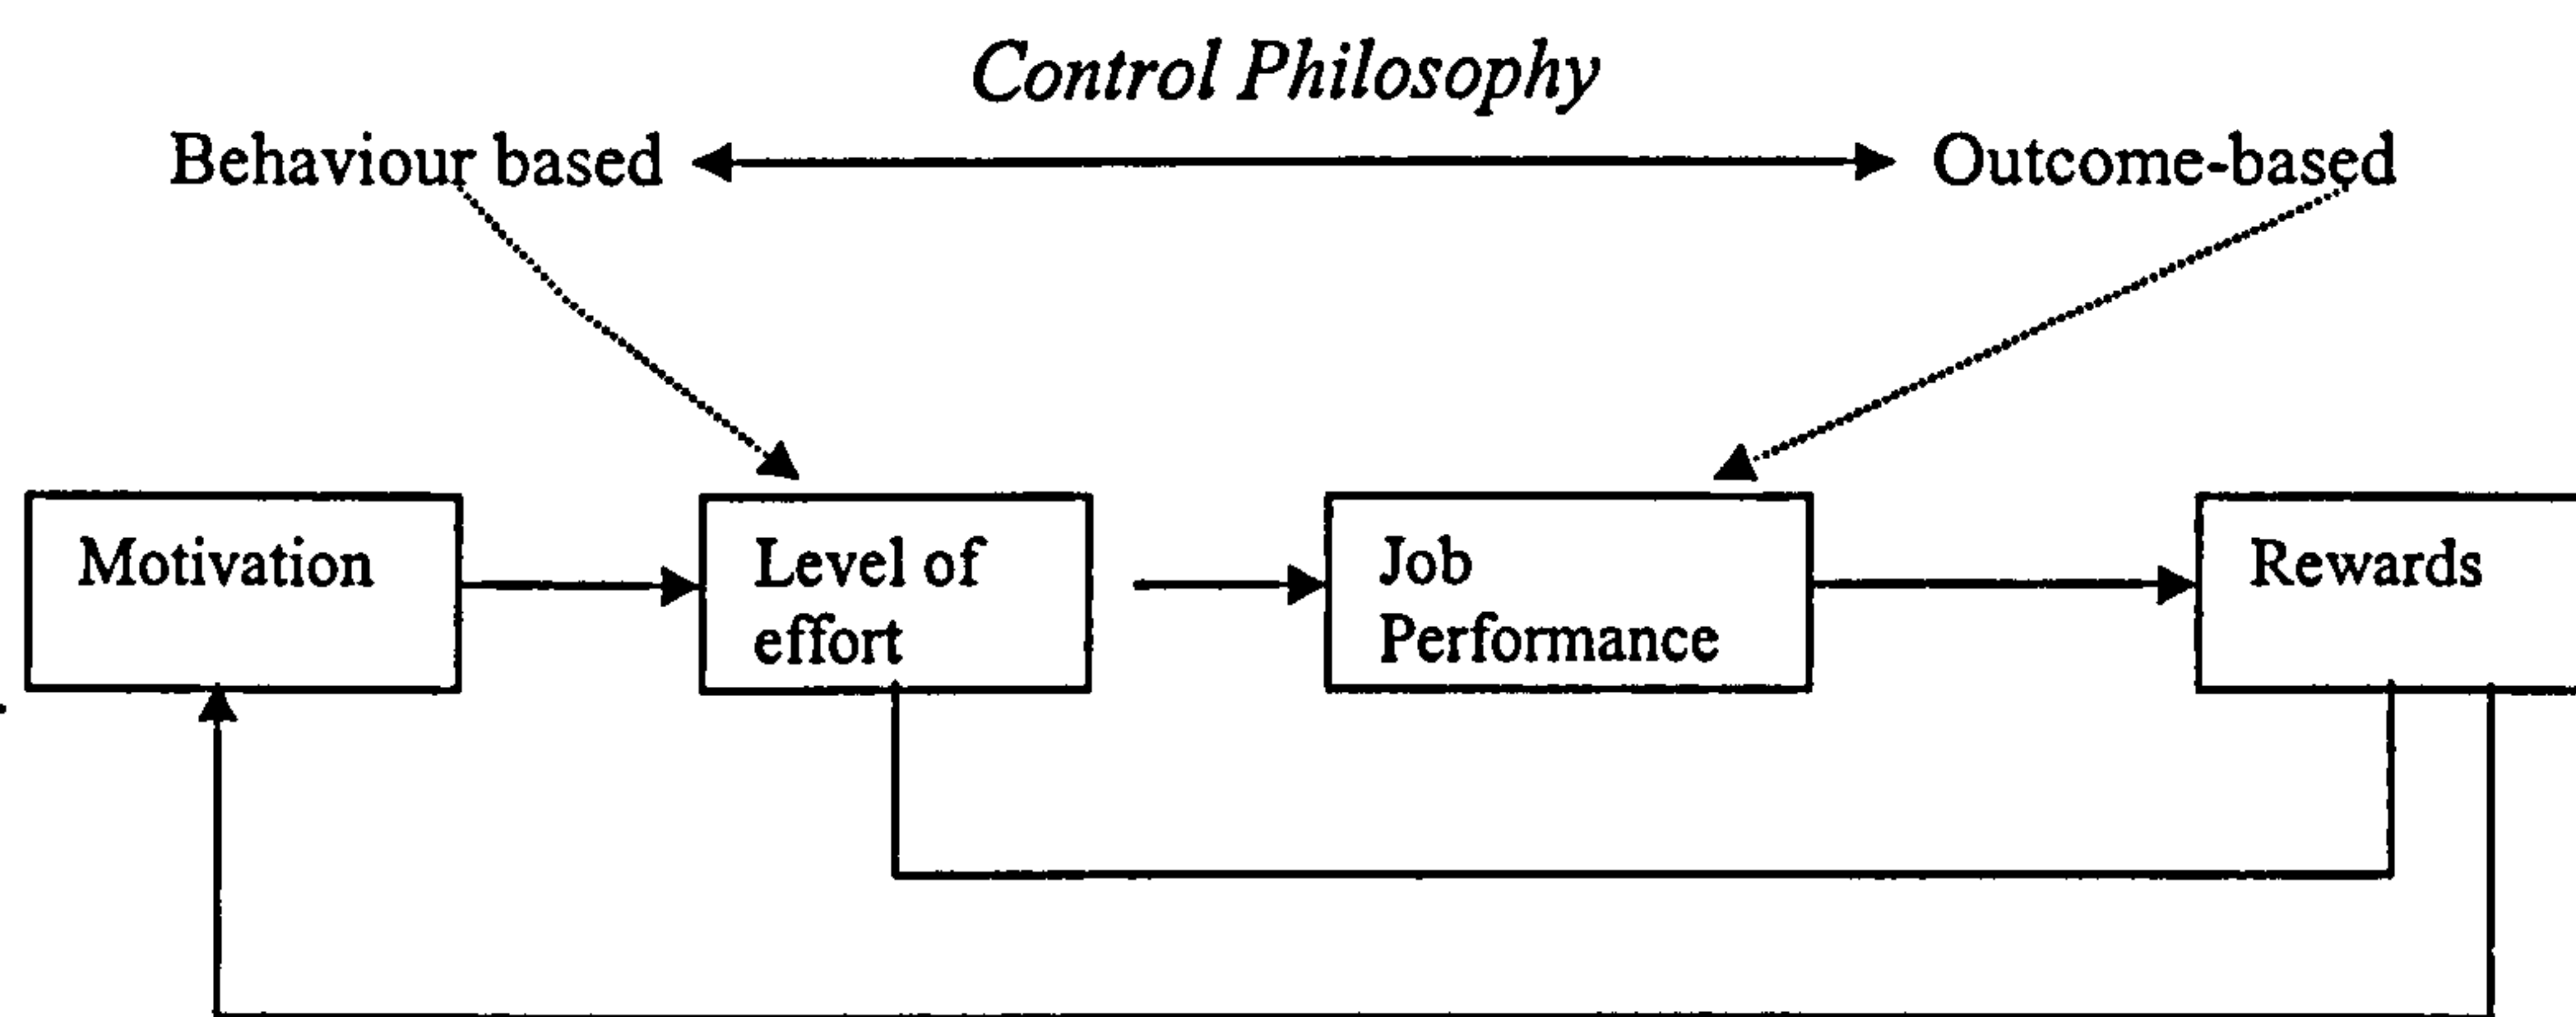 Control Philosophy
Behaviour based
Outcome-based
Motivation
Level of
effort
Job
Performance
Rewards